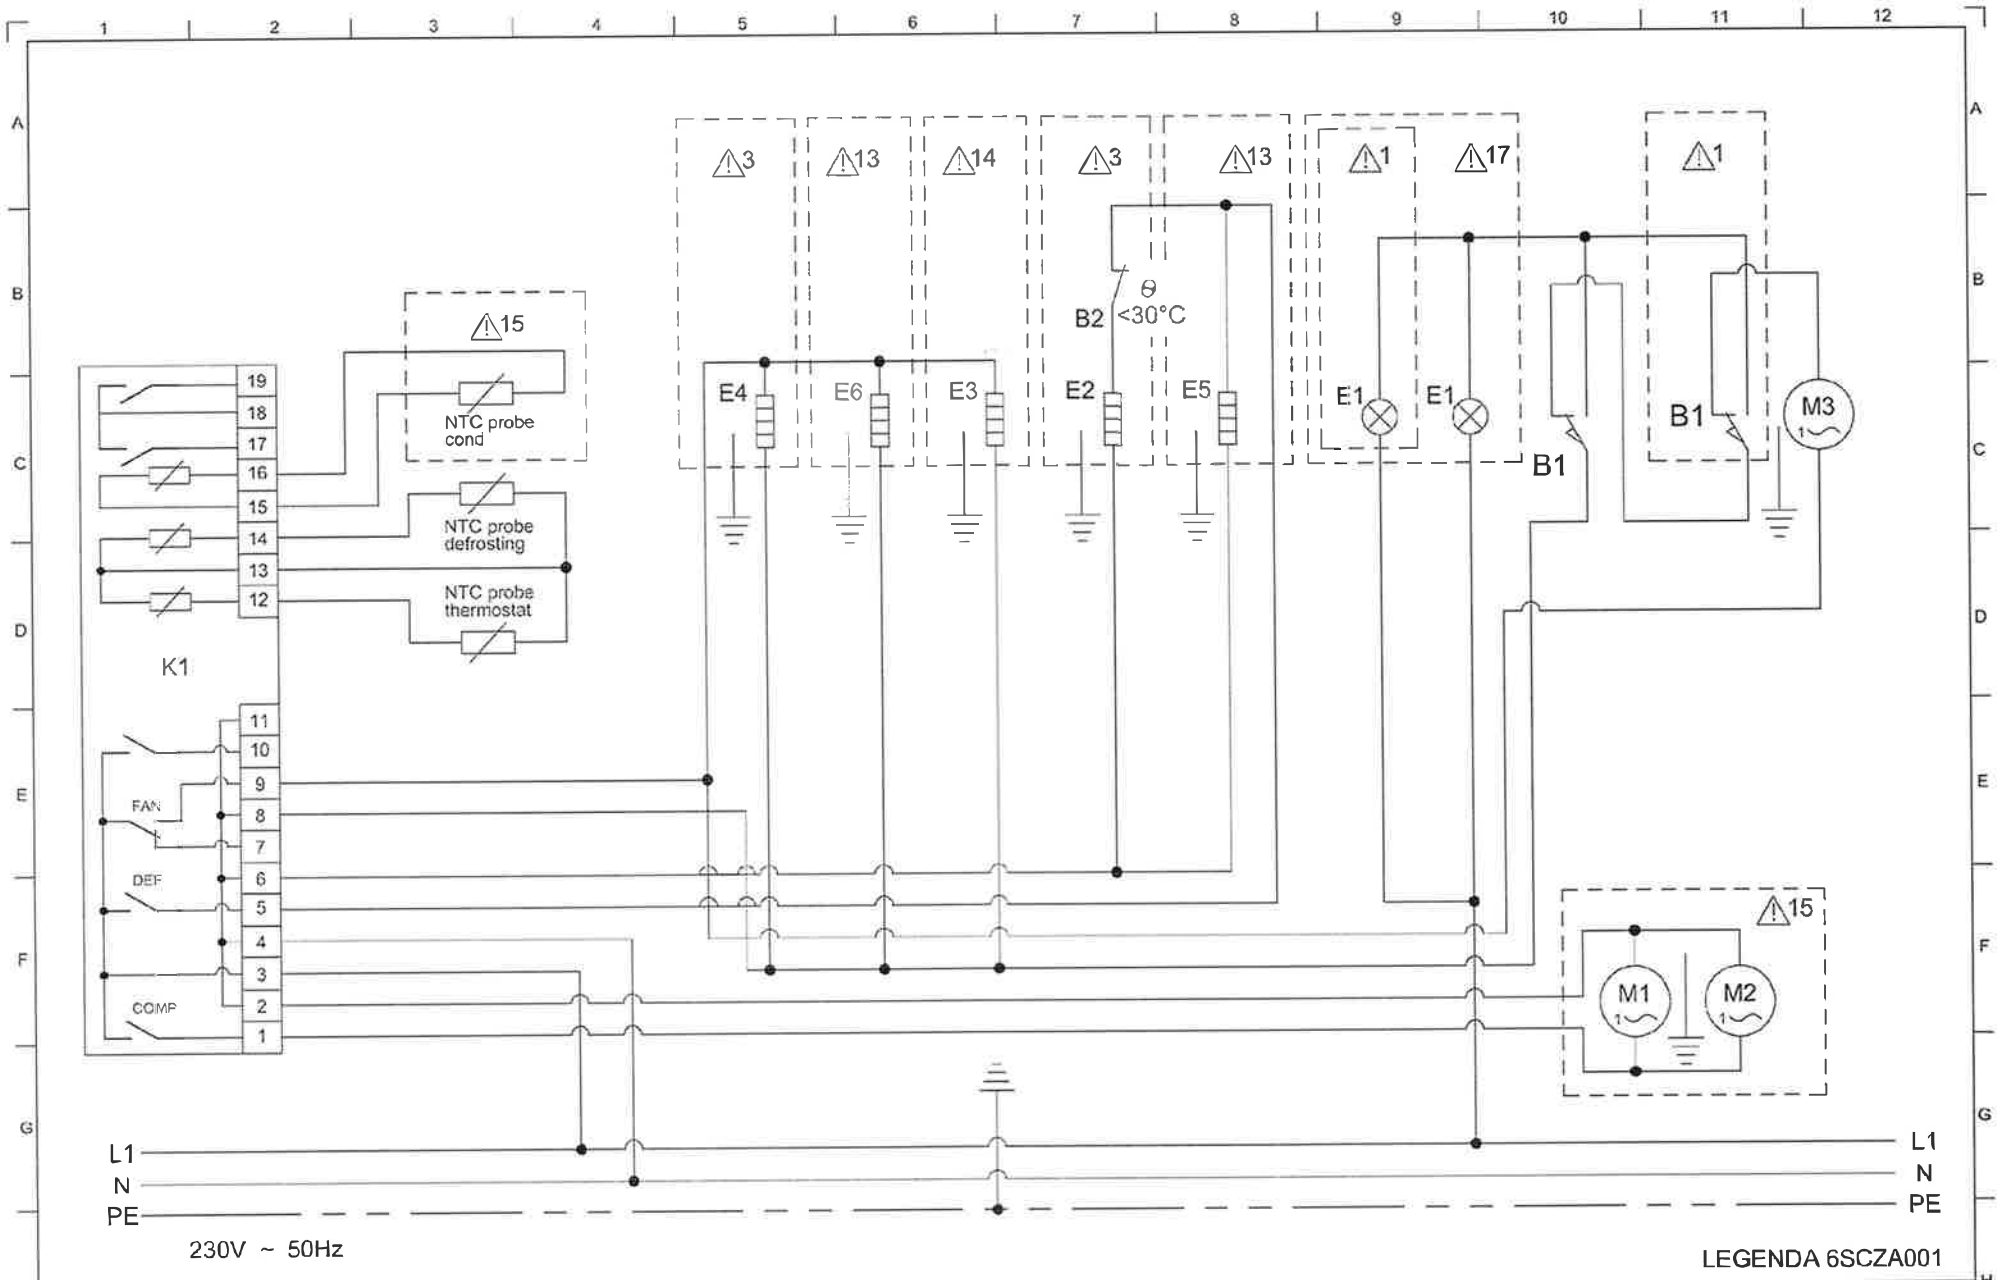 1 2 3 4 5 6 7 8 9 10 11 12
A A
⚠3 ⚠13 ⚠14 ⚠3 ⚠13 ⚠1 ⚠17 ⚠1
B B
⚠15
B2 Θ
<30°C
NTC probe
cond
E4 E6 E3 E2 E5 E1 E1 B1 M3
1~
B1
C C
19
18
17
16
15
14
13
12
NTC probe
defrosting
NTC probe
thermostat
D D
K1
11
10
9
8
7
6
5
4
3
2
1
FAN
DEF
COMP
E E
F F
⚠15
M1
1~
M2
1~
G G
L1 L1
N N
PE PE
230V ~ 50Hz
LEGENDA 6SCZA001
H